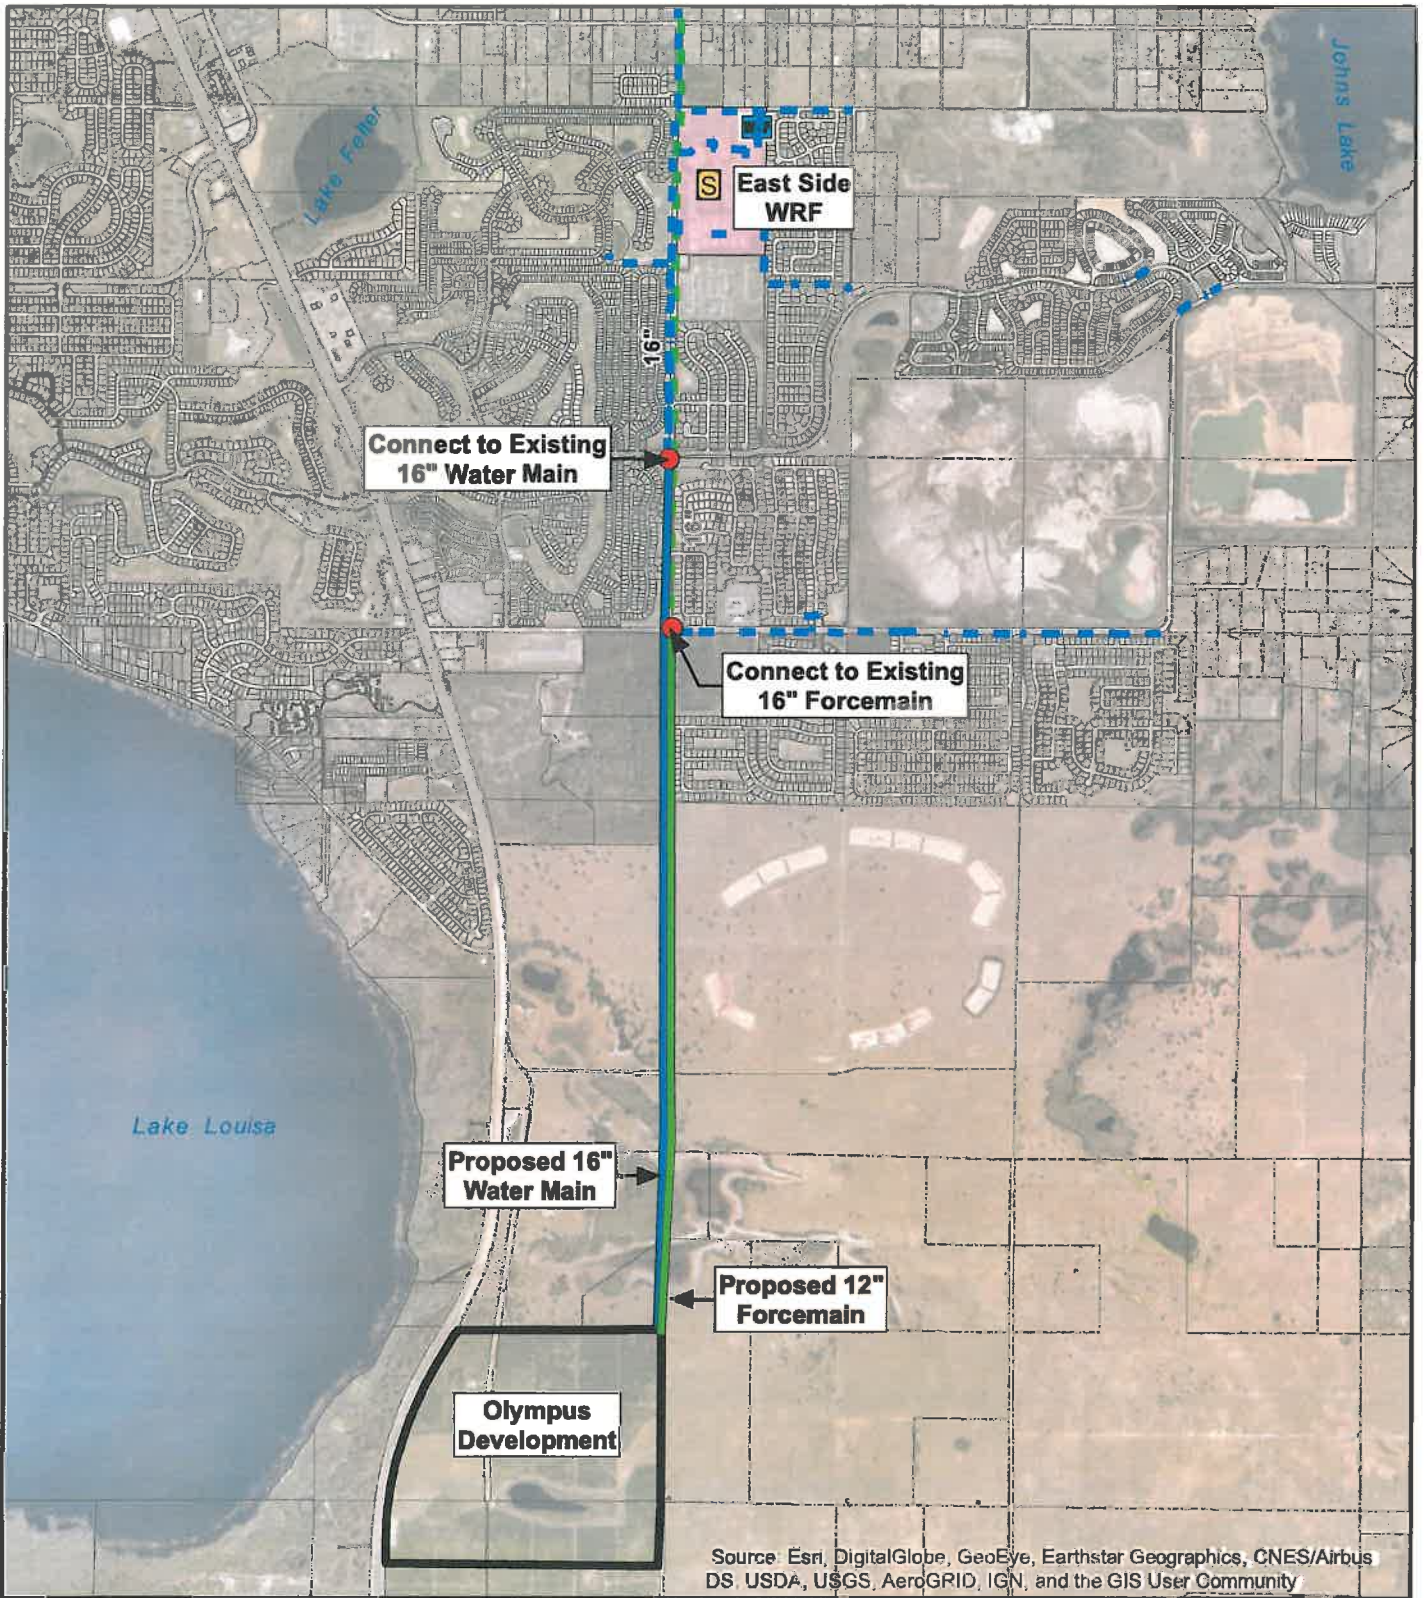 Johns Lake
Lake Felter
S
East Side
WRF
16"
Connect to Existing
16" Water Main
16"
Connect to Existing
16" Forcemain
Lake Louisa
Proposed 16"
Water Main
Proposed 12"
Forcemain
Olympus
Development
Source: Esri, DigitalGlobe, GeoEye, Earthstar Geographics, CNES/Airbus
DS, USDA, USGS, AeroGRID, IGN, and the GIS User Community